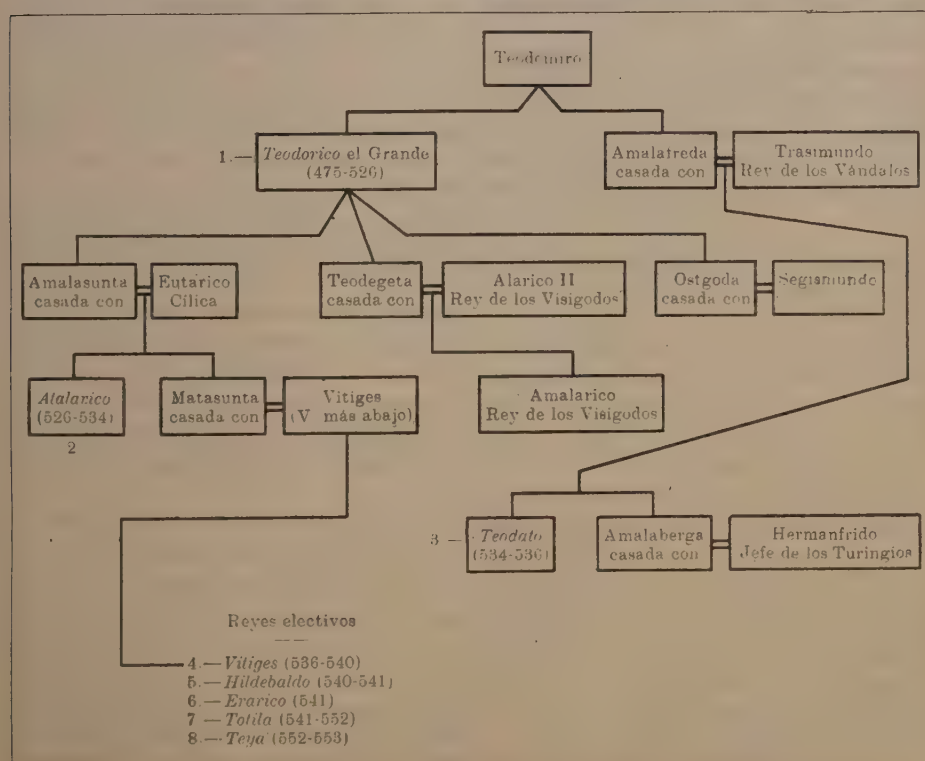 Teodomiro
1.— Teodorico el Grande
(475-526)
Amalafreda
casada con
Trasimundo
Rey de los Vándalos
Amalasunta
casada con
Eutarico
Cílica
Teodegeta
casada con
Alarico II
Rey de los Visigodos
Ostgoda
casada con
Segismundo
Atalarico
(526-534)
2
Matasunta
casada con
Vitiges
(V más abajo)
Amalarico
Rey de los Visigodos
3 — Teodato
(534-536)
Amalaberga
casada con
Hermanfrido
Jefe de los Turingios
Reyes electivos
4.— Vitiges (536-540)
5.— Hildebaldo (540-541)
6.— Erarico (541)
7 — Totila (541-552)
8.— Teya (552-553)